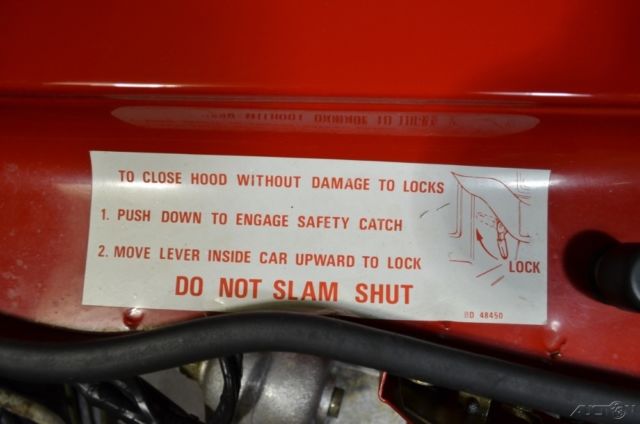 TO CLOSE HOOD WITHOUT DAMAGE TO LOCKS
1. PUSH DOWN TO ENGAGE SAFETY CATCH
2. MOVE LEVER INSIDE CAR UPWARD TO LOCK
LOCK
DO NOT SLAM SHUT
BD 48450